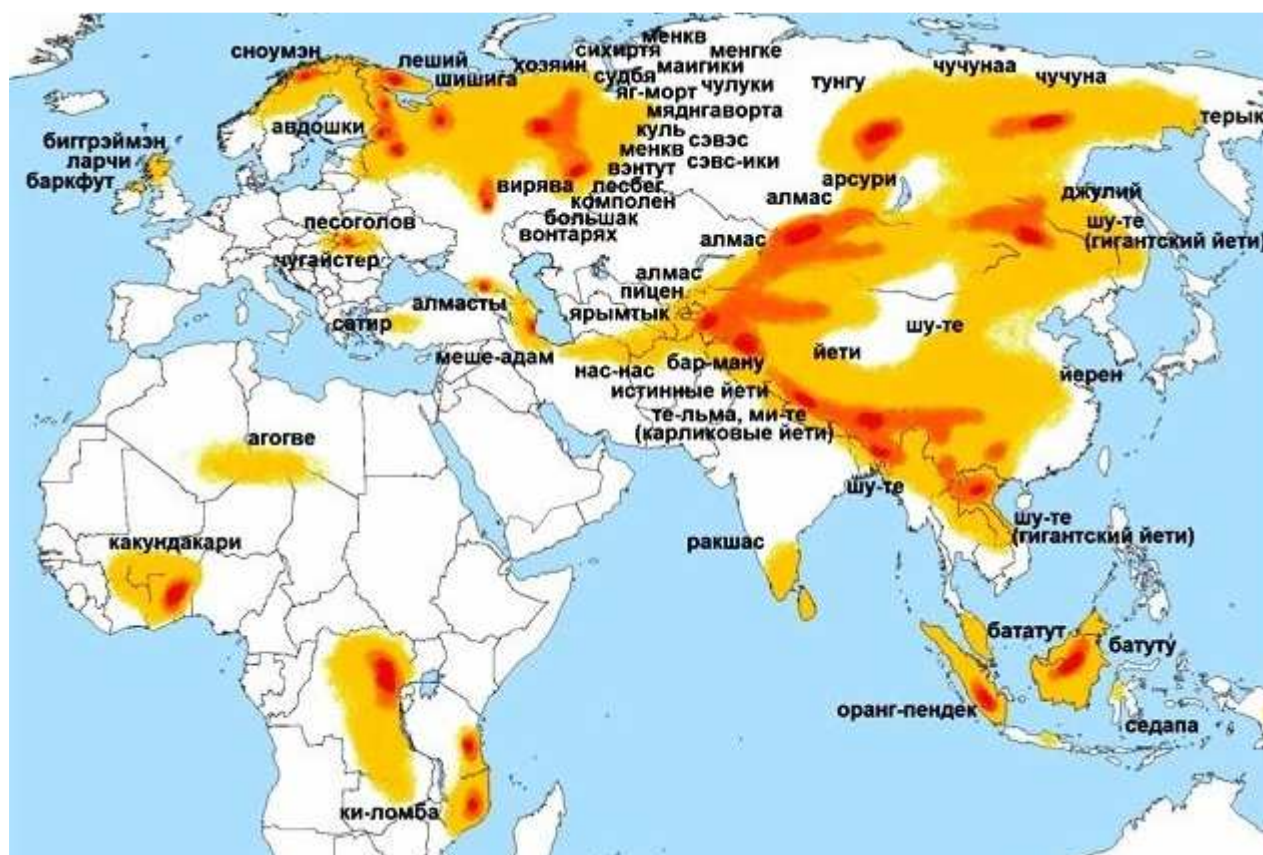 менкв
сихиртя
менгке
сноумэн
леший
хозяин
маигики
чучунаа
шишига
судбя
чулуки
тунгу
чучуна
яг-морт
мяднгаворта
терык
авдошки
куль
сэвэс
биггрэймэн
менкв
сэвс-ики
ларчи
вэнтут
баркфут
вирява
лесбег
арсури
джулий
комполен
алмас
песоголов
большак
шу-те
(гигантский йети)
вонтарях
алмас
чугайстер
алмас
пицен
алмасты
ярымтык
сатир
шу-те
меше-адам
бар-ману
йети
нас-нас
йерен
истинные йети
те-льма, ми-те
(карликовые йети)
агогве
шу-те
шу-те
(гигантский йети)
какундакари
ракшас
бататут
батуту
оранг-пендек
седапа
ки-ломба